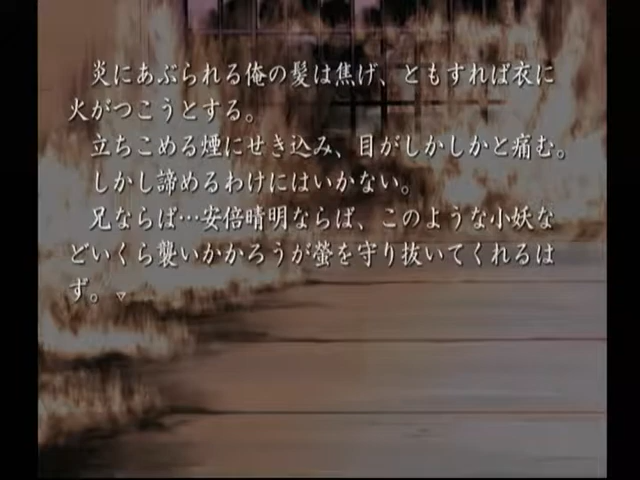 炎にあぶられる俺の髪は焦げ、ともすれば衣に
火がつこうとする。
立ちこめる煙にせき込み、目がしかしかと痛む。
しかし諦めるわけにはいかない。
兄ならば…安倍晴明ならば、このような小妖な
どいくら襲いかかろうが螢を守り抜いてくれるは
ず。▽